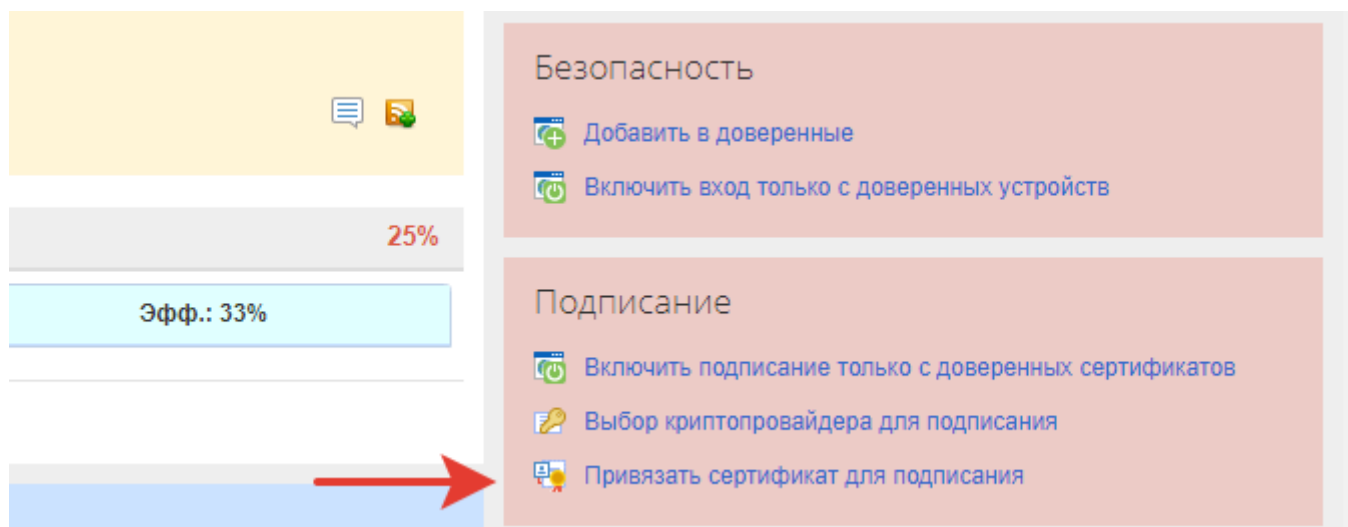 25%
Эфф.: 33%
Безопасность
Добавить в доверенные
Включить вход только с доверенных устройств
Подписание
Включить подписание только с доверенных сертификатов
Выбор криптопровайдера для подписания
Привязать сертификат для подписания